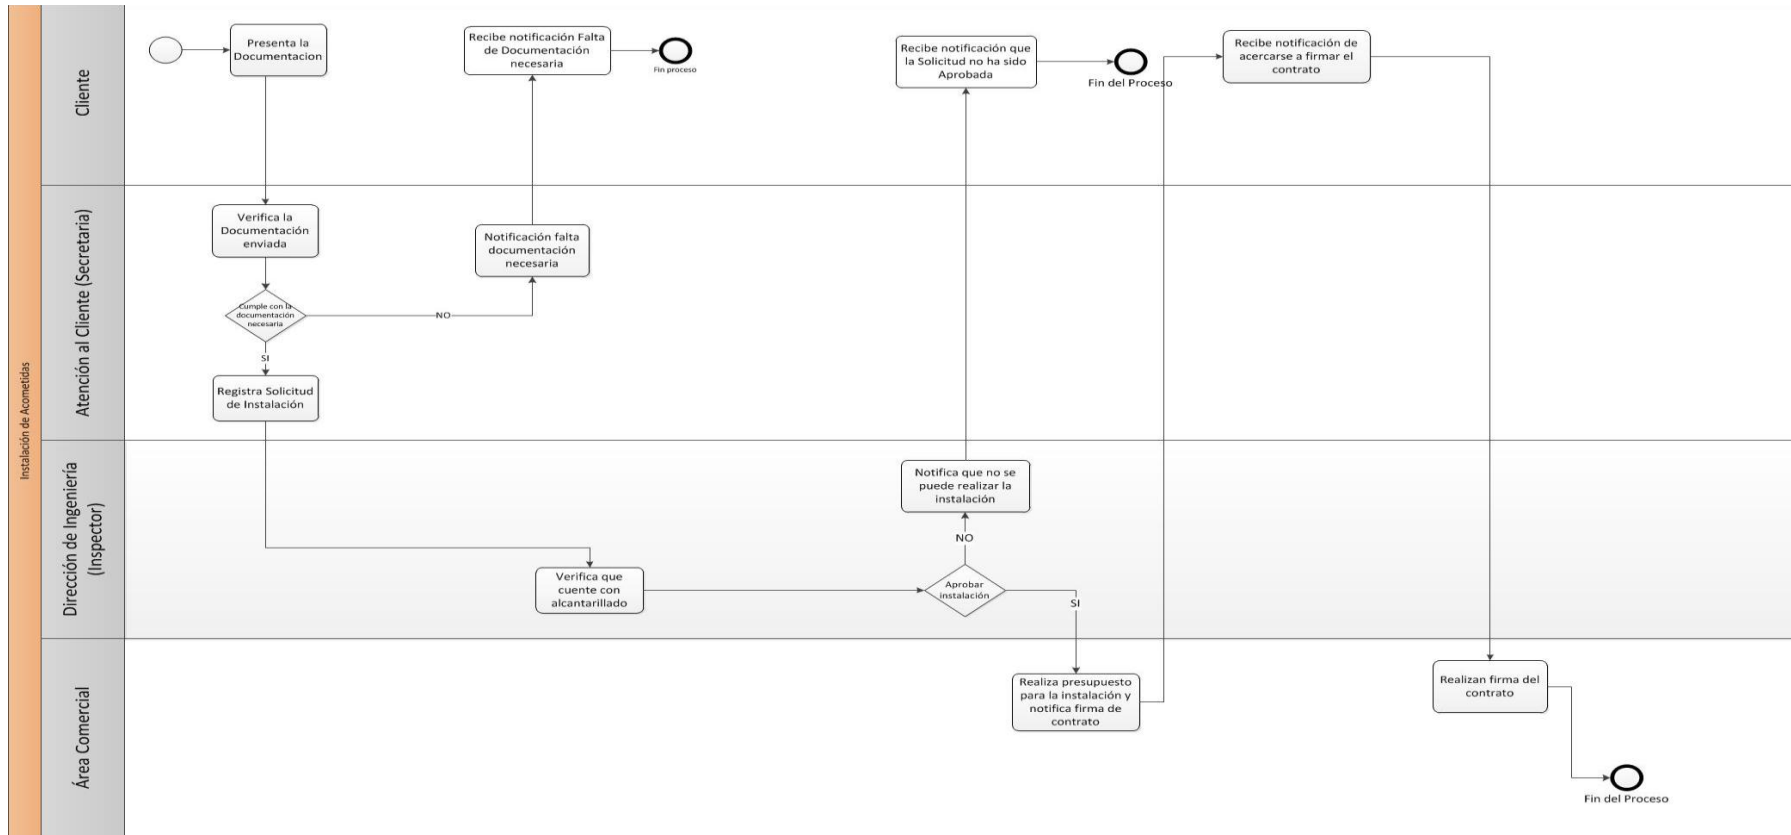 Instalación de Acometidas
Cliente
Presenta la
Documentacion
Recibe notificación Falta
de Documentación
necesaria
Fin proceso
Recibe notificación que
la Solicitud no ha sido
Aprobada
Fin del Proceso
Recibe notificación de
acercarse a firmar el
contrato
Atención al Cliente (Secretaria)
Verifica la
Documentación
enviada
Notificación falta
documentación
necesaria
Cumple con la
documentación
necesaria
NO
SI
Registra Solicitud
de Instalación
Dirección de Ingeniería
(Inspector)
Notifica que no se
puede realizar la
instalación
NO
Verifica que
cuente con
alcantarillado
Aprobar
instalación
SI
Área Comercial
Realiza presupuesto
para la instalación y
notifica firma de
contrato
Realizan firma del
contrato
Fin del Proceso